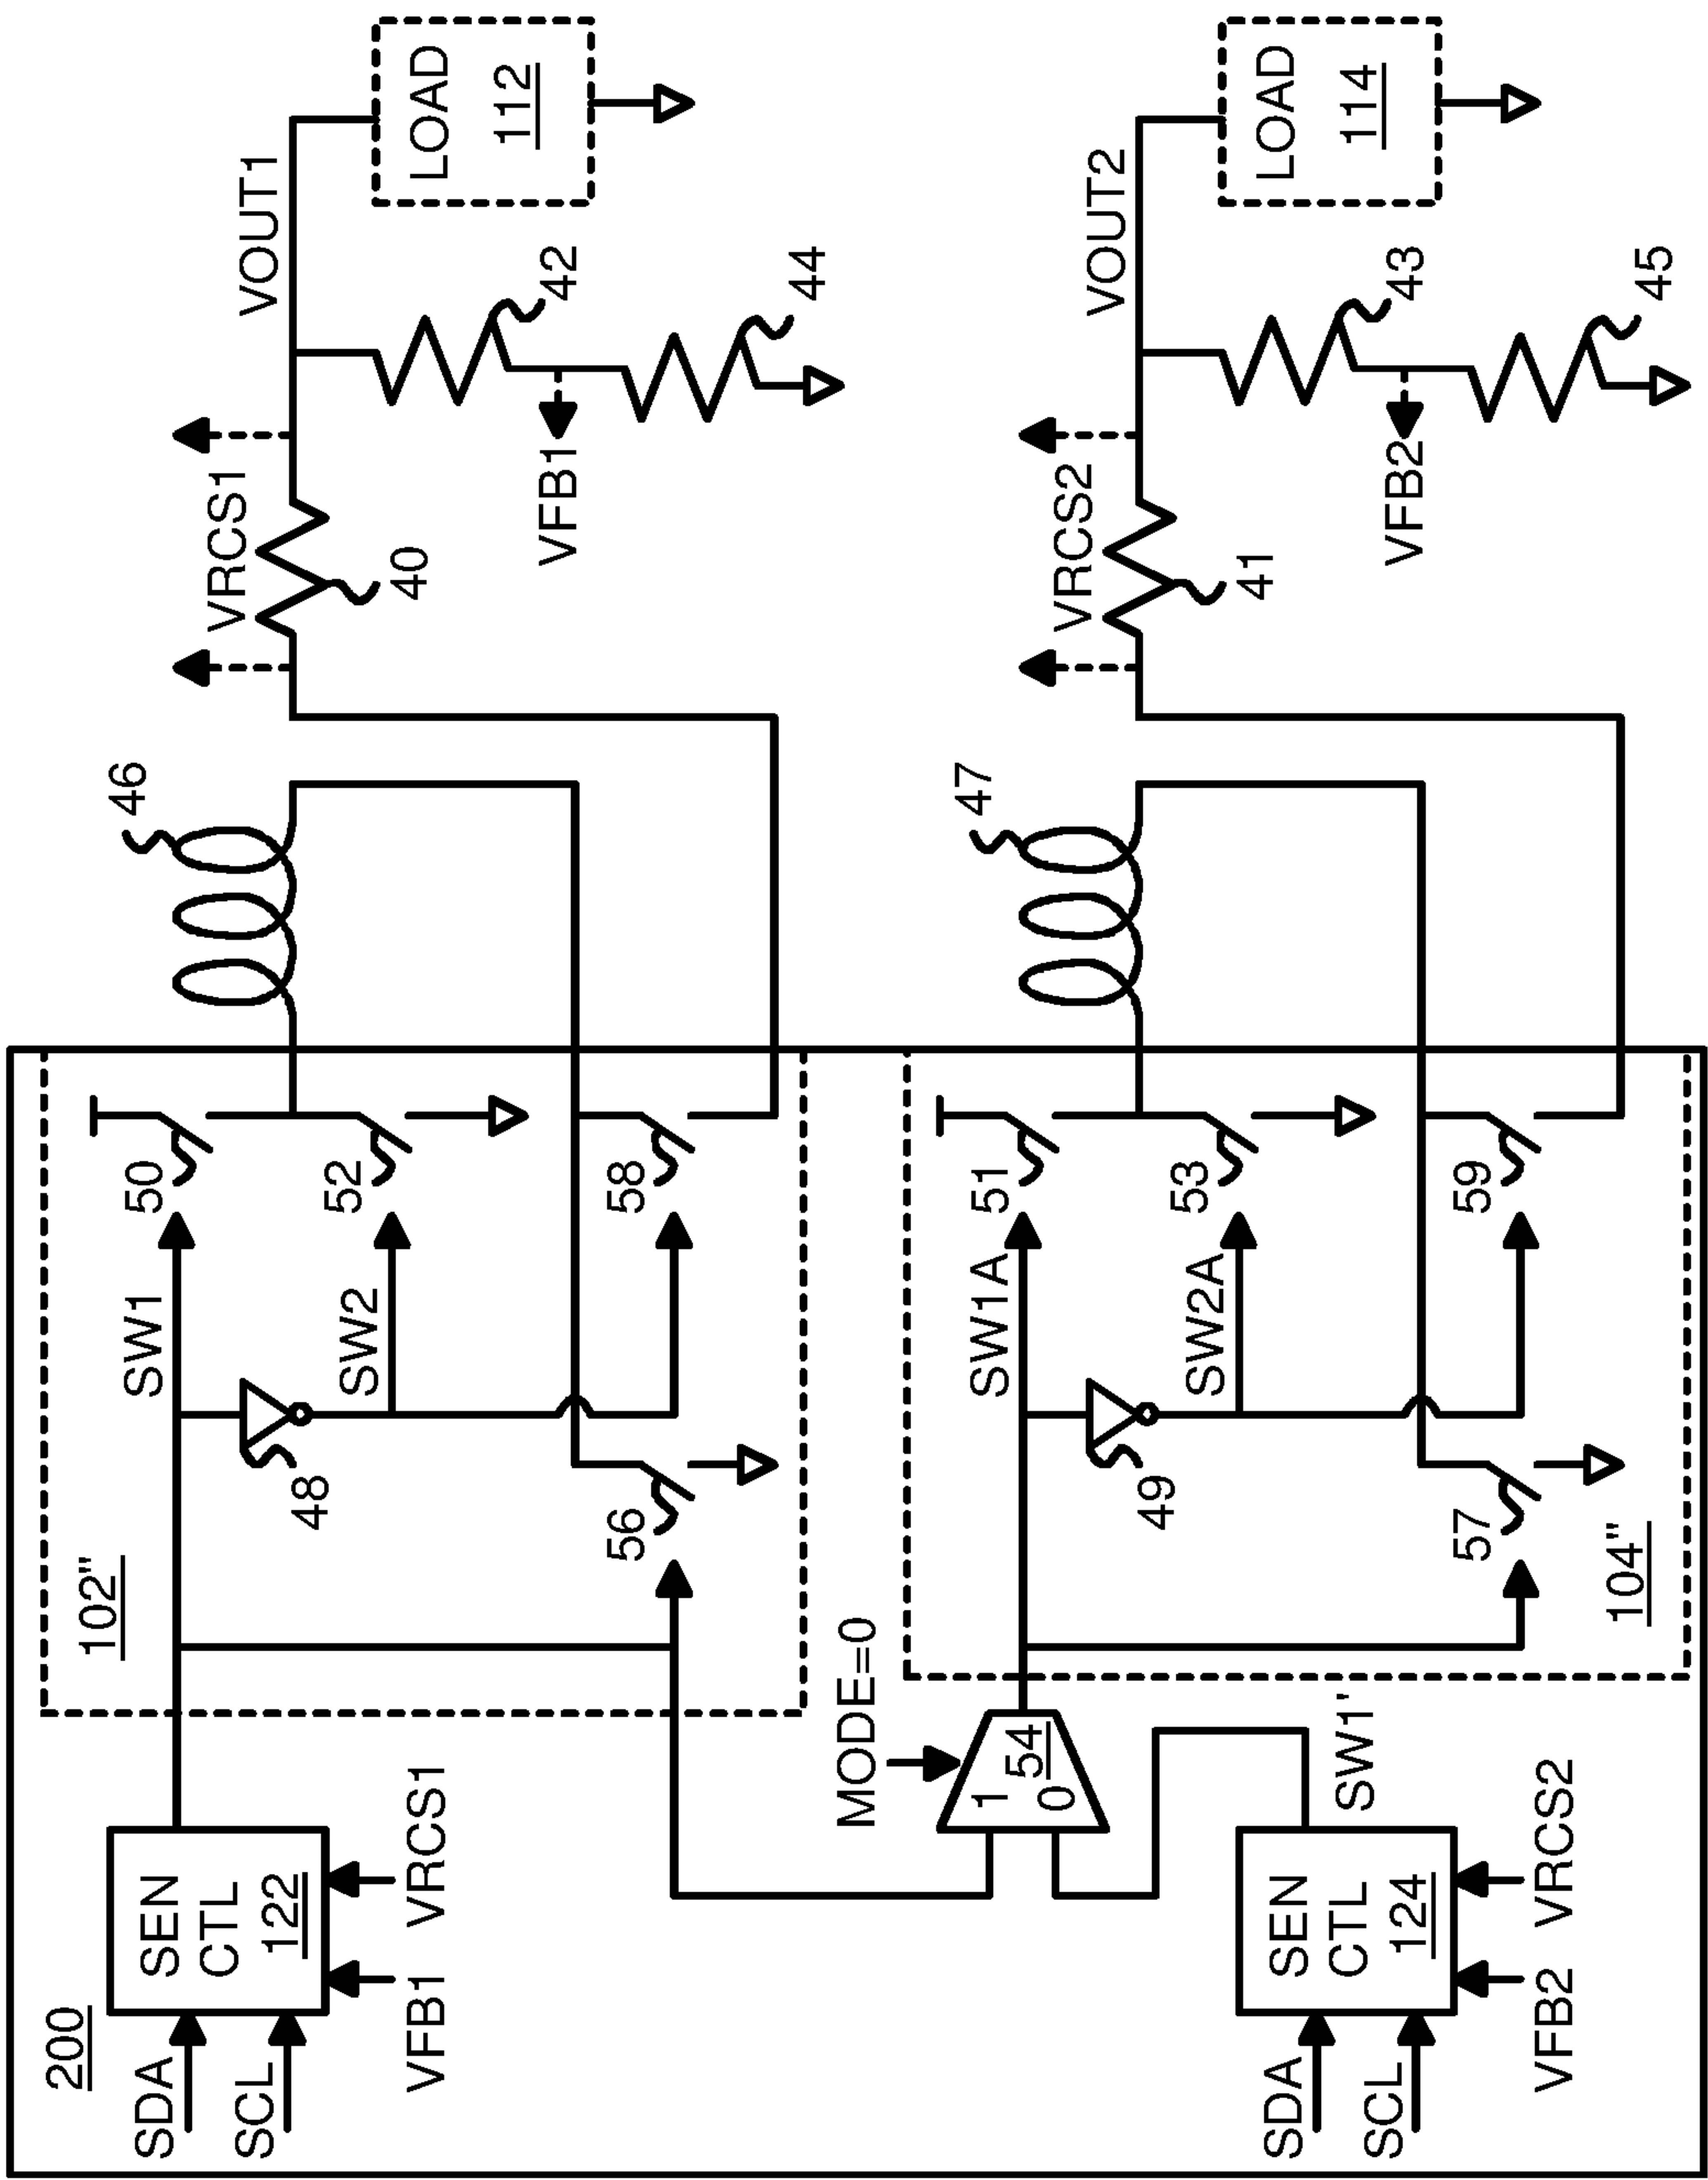 200
SDA
SCL
SEN
CTL
122
VFB1
VRCS1
102"
SW1
48
SW2
50
52
56
58
46
VRCS1
40
VOUT1
VFB1
42
44
LOAD
112
MODE=0
1
0
54
SDA
SCL
SEN
CTL
124
VFB2
VRCS2
SW1'
104"
SW1A
49
SW2A
51
53
57
59
47
VRCS2
41
VOUT2
VFB2
43
45
LOAD
114